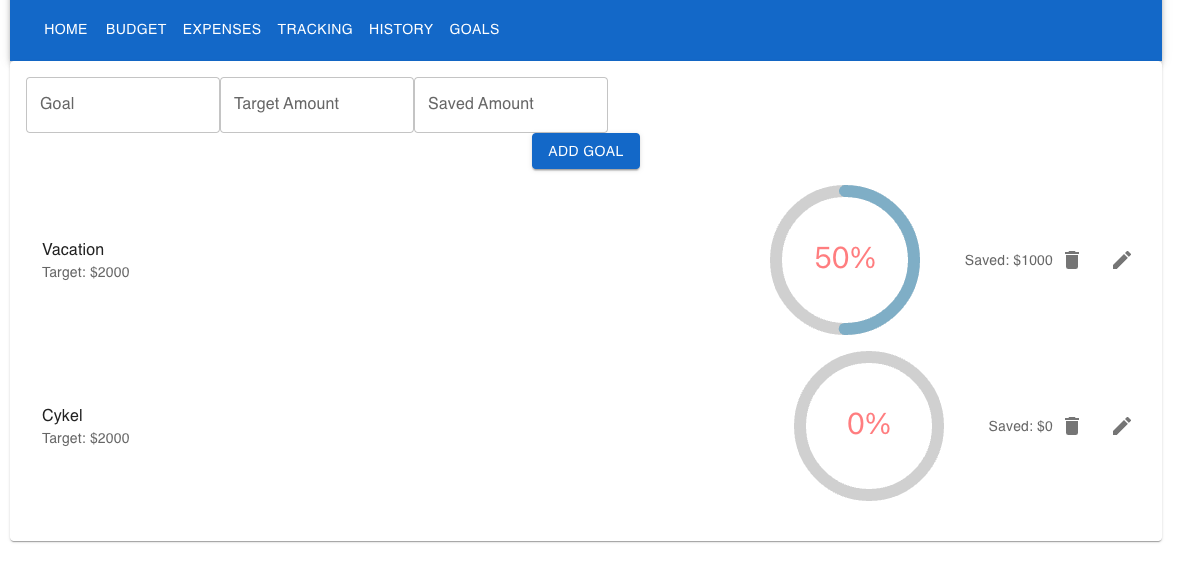 HOME BUDGET EXPENSES TRACKING HISTORY GOALS
Goal Target Amount Saved Amount
ADD GOAL
Vacation
Target: $2000
50%
Saved: $1000
Cykel
Target: $2000
0%
Saved: $0